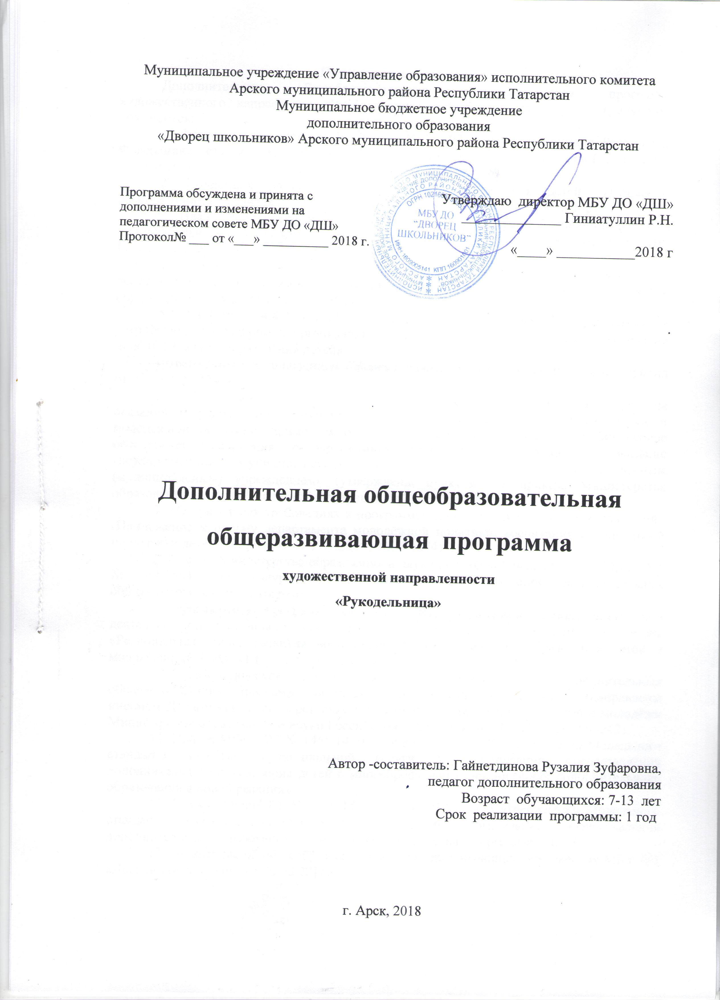 Муниципальное учреждение «Управление образования» исполнительного комитета
Арского муниципального района Республики Татарстан
Муниципальное бюджетное учреждение
дополнительного образования
«Дворец школьников» Арского муниципального района Республики Татарстан
Программа обсуждена и принята с
дополнениями и изменениями на
педагогическом совете МБУ ДО «ДШ»
Протокол№ ___ от «___» __________ 2018 г.
Утверждаю  директор МБУ ДО «ДШ»
_______________ Гиниатуллин Р.Н.
«____» ____________2018 г
МБУ ДО
"ДВОРЕЦ
ШКОЛЬНИКОВ"
ИНН 1609005141 КПП 160901001
Дополнительная общеобразовательная
общеразвивающая  программа
художественной направленности
«Рукодельница»
Автор -составитель: Гайнетдинова Рузалия Зуфаровна,
педагог дополнительного образования
Возраст  обучающихся: 7-13  лет
Срок  реализации  программы: 1 год
г. Арск, 2018